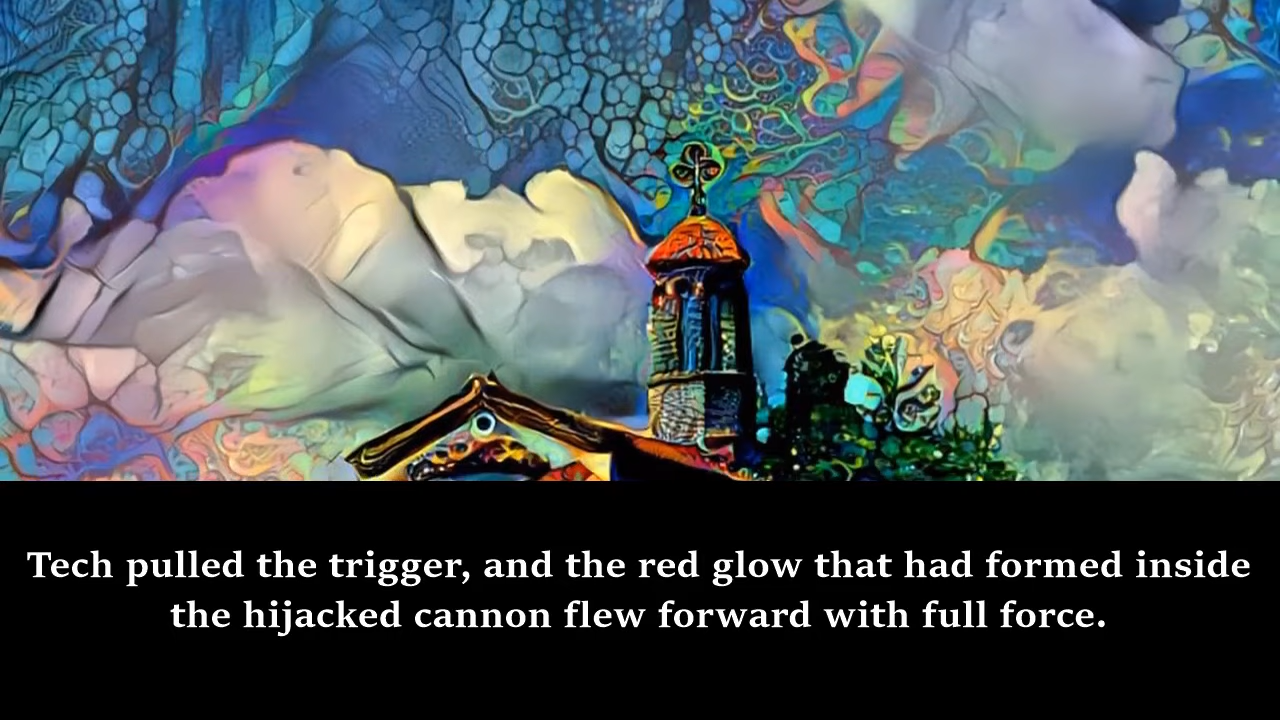 Tech pulled the trigger, and the red glow that had formed inside
the hijacked cannon flew forward with full force.